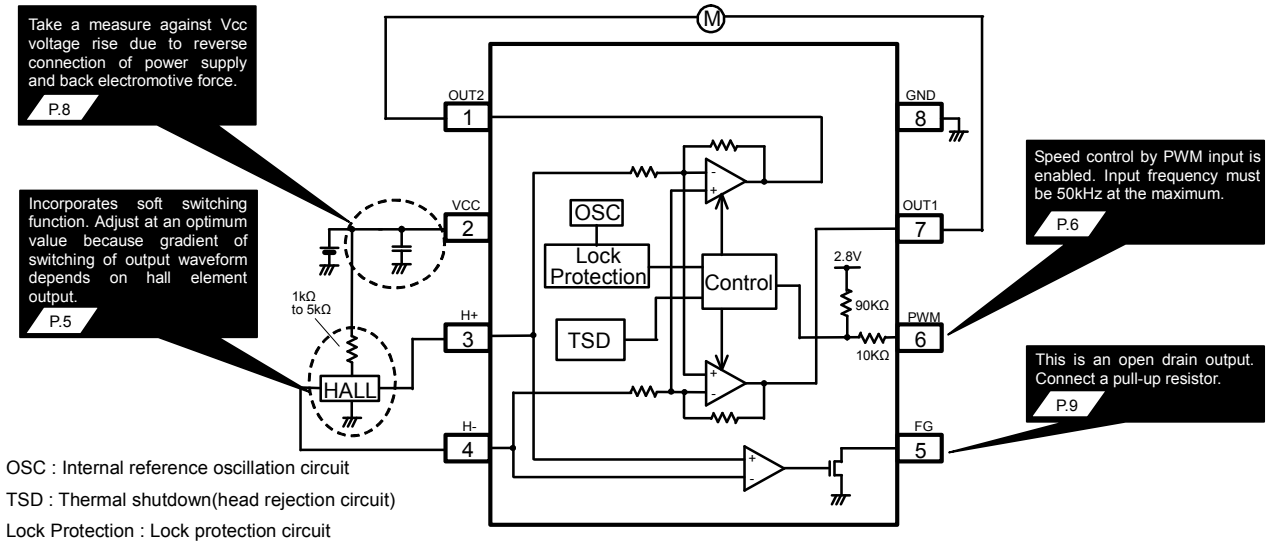 Take a measure against Vcc
voltage rise due to reverse
connection of power supply
and back electromotive force.
P.8
Incorporates soft switching
function. Adjust at an optimum
value because gradient of
switching of output waveform
depends on hall element
output.
P.5
M
OUT2
1
VCC
2
1kΩ
to 5kΩ
HALL
H+
3
H-
4
OSC
Lock
Protection
TSD
Control
-
+
+
-
+
-
2.8V
90KΩ
10KΩ
GND
8
OUT1
7
PWM
6
FG
5
Speed control by PWM input is
enabled. Input frequency must
be 50kHz at the maximum.
P.6
This is an open drain output.
Connect a pull-up resistor.
P.9
OSC : Internal reference oscillation circuit
TSD : Thermal shutdown(head rejection circuit)
Lock Protection : Lock protection circuit